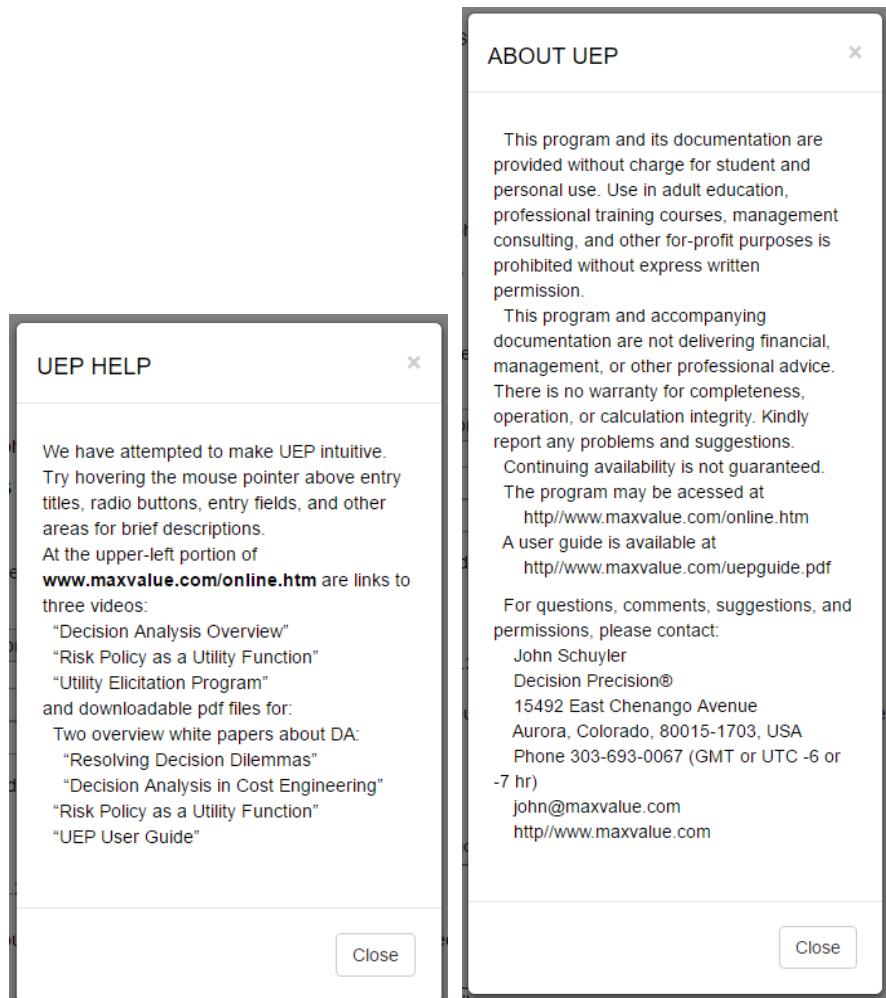 UEP HELP
×
We have attempted to make UEP intuitive.
Try hovering the mouse pointer above entry
titles, radio buttons, entry fields, and other
areas for brief descriptions.
At the upper-left portion of
www.maxvalue.com/online.htm are links to
three videos:
“Decision Analysis Overview”
“Risk Policy as a Utility Function”
“Utility Elicitation Program”
and downloadable pdf files for:
Two overview white papers about DA:
“Resolving Decision Dilemmas”
“Decision Analysis in Cost Engineering”
“Risk Policy as a Utility Function”
“UEP User Guide”
Close
ABOUT UEP
×
This program and its documentation are
provided without charge for student and
personal use. Use in adult education,
professional training courses, management
consulting, and other for-profit purposes is
prohibited without express written
permission.
This program and accompanying
documentation are not delivering financial,
management, or other professional advice.
There is no warranty for completeness,
operation, or calculation integrity. Kindly
report any problems and suggestions.
Continuing availability is not guaranteed.
The program may be acessed at
http//www.maxvalue.com/online.htm
A user guide is available at
http//www.maxvalue.com/uepguide.pdf
For questions, comments, suggestions, and
permissions, please contact:
John Schuyler
Decision Precision®
15492 East Chenango Avenue
Aurora, Colorado, 80015-1703, USA
Phone 303-693-0067 (GMT or UTC -6 or
-7 hr)
john@maxvalue.com
http//www.maxvalue.com
Close